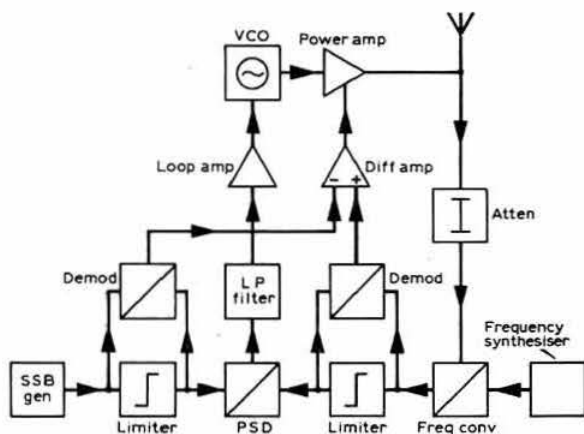 VCO
Power amp
Loop amp
Diff amp
- +
Atten
Demod
LP
filter
Demod
Frequency
synthesiser
SSB
gen
Limiter
PSD
Limiter
Freq conv